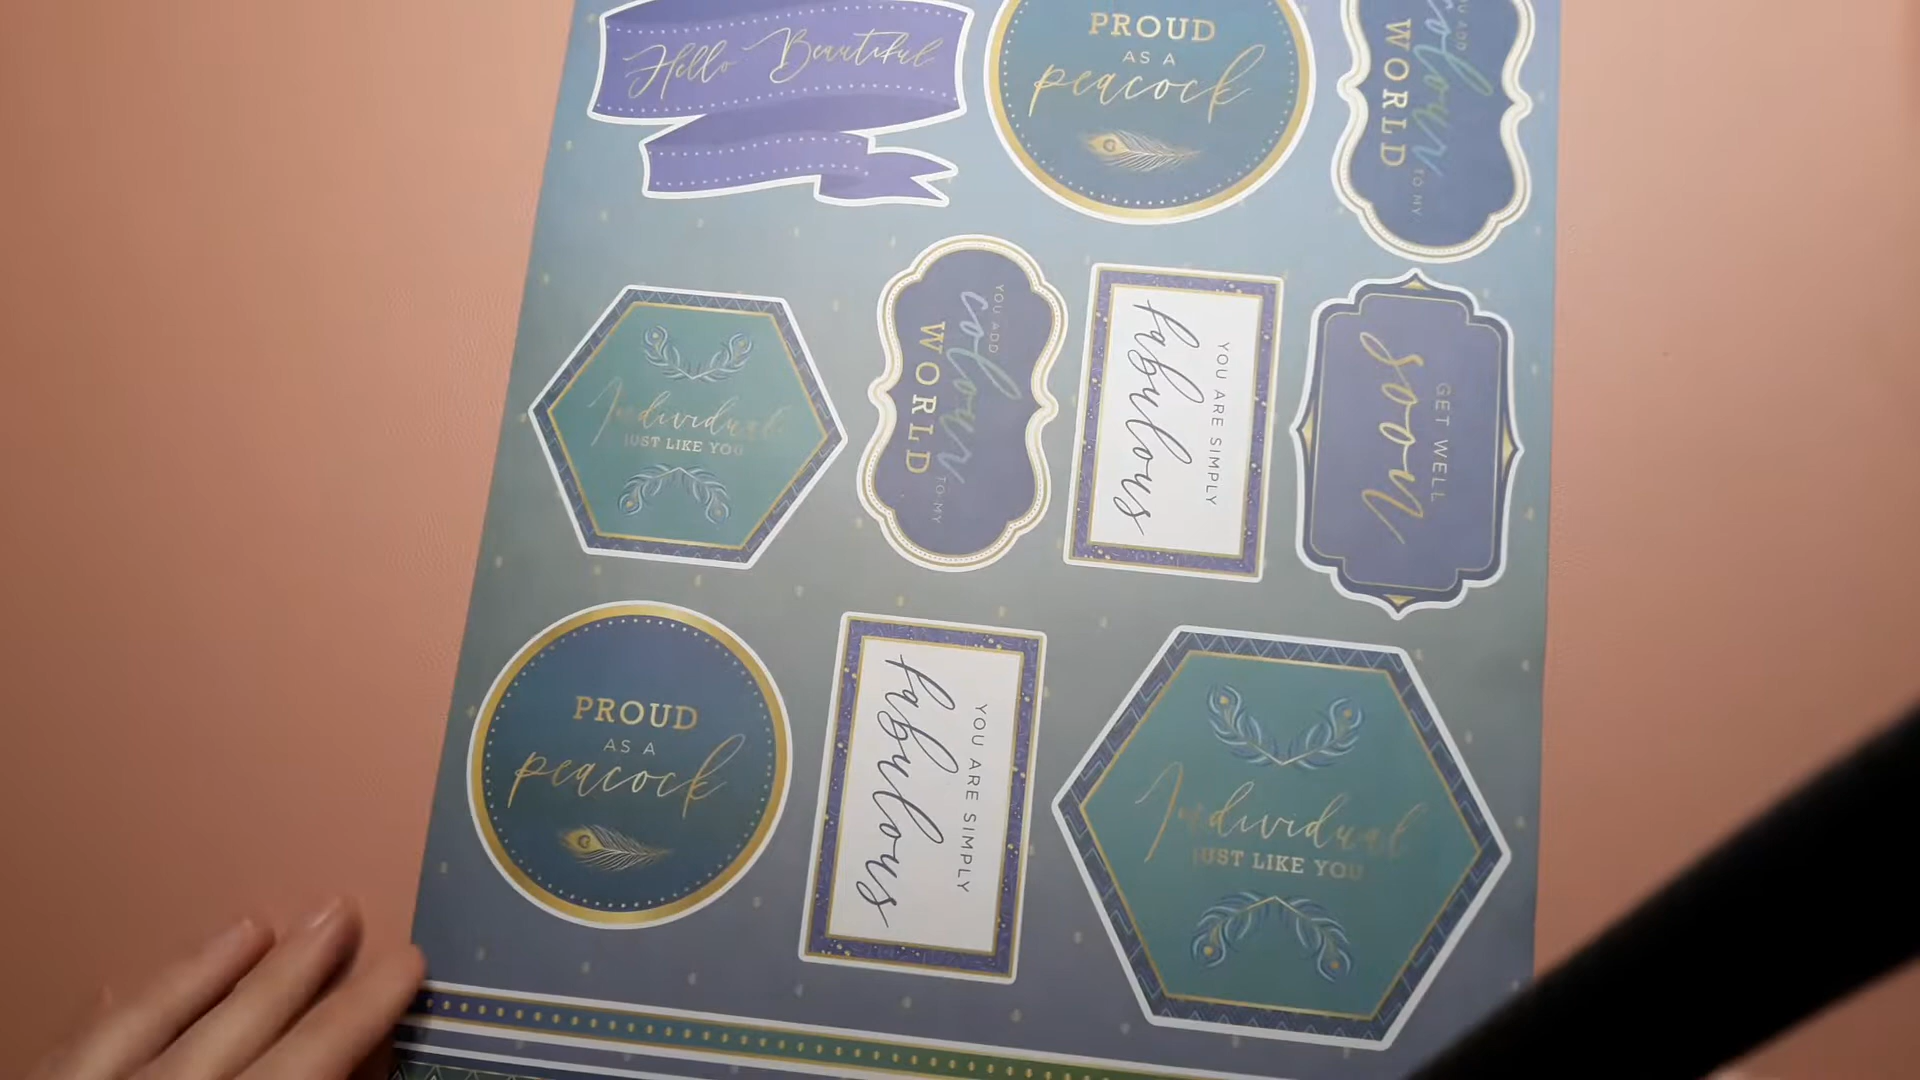 Hello Beautiful
PROUD
AS A
peacock
YOU ADD
colour
TO MY
WORLD
Individual
JUST LIKE YOU
YOU ADD
colour
TO MY
WORLD
YOU ARE SIMPLY
fabulous
GET WELL
soon
PROUD
AS A
peacock
YOU ARE SIMPLY
fabulous
Individual
JUST LIKE YOU